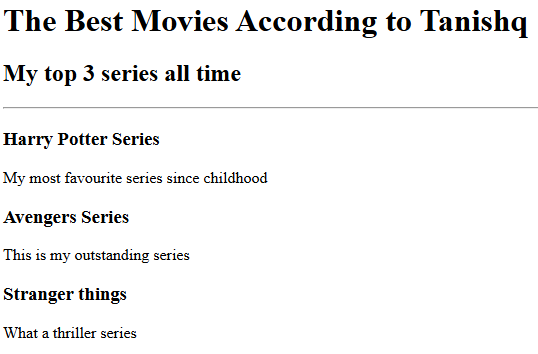 The Best Movies According to Tanishq
My top 3 series all time
Harry Potter Series
My most favourite series since childhood
Avengers Series
This is my outstanding series
Stranger things
What a thriller series